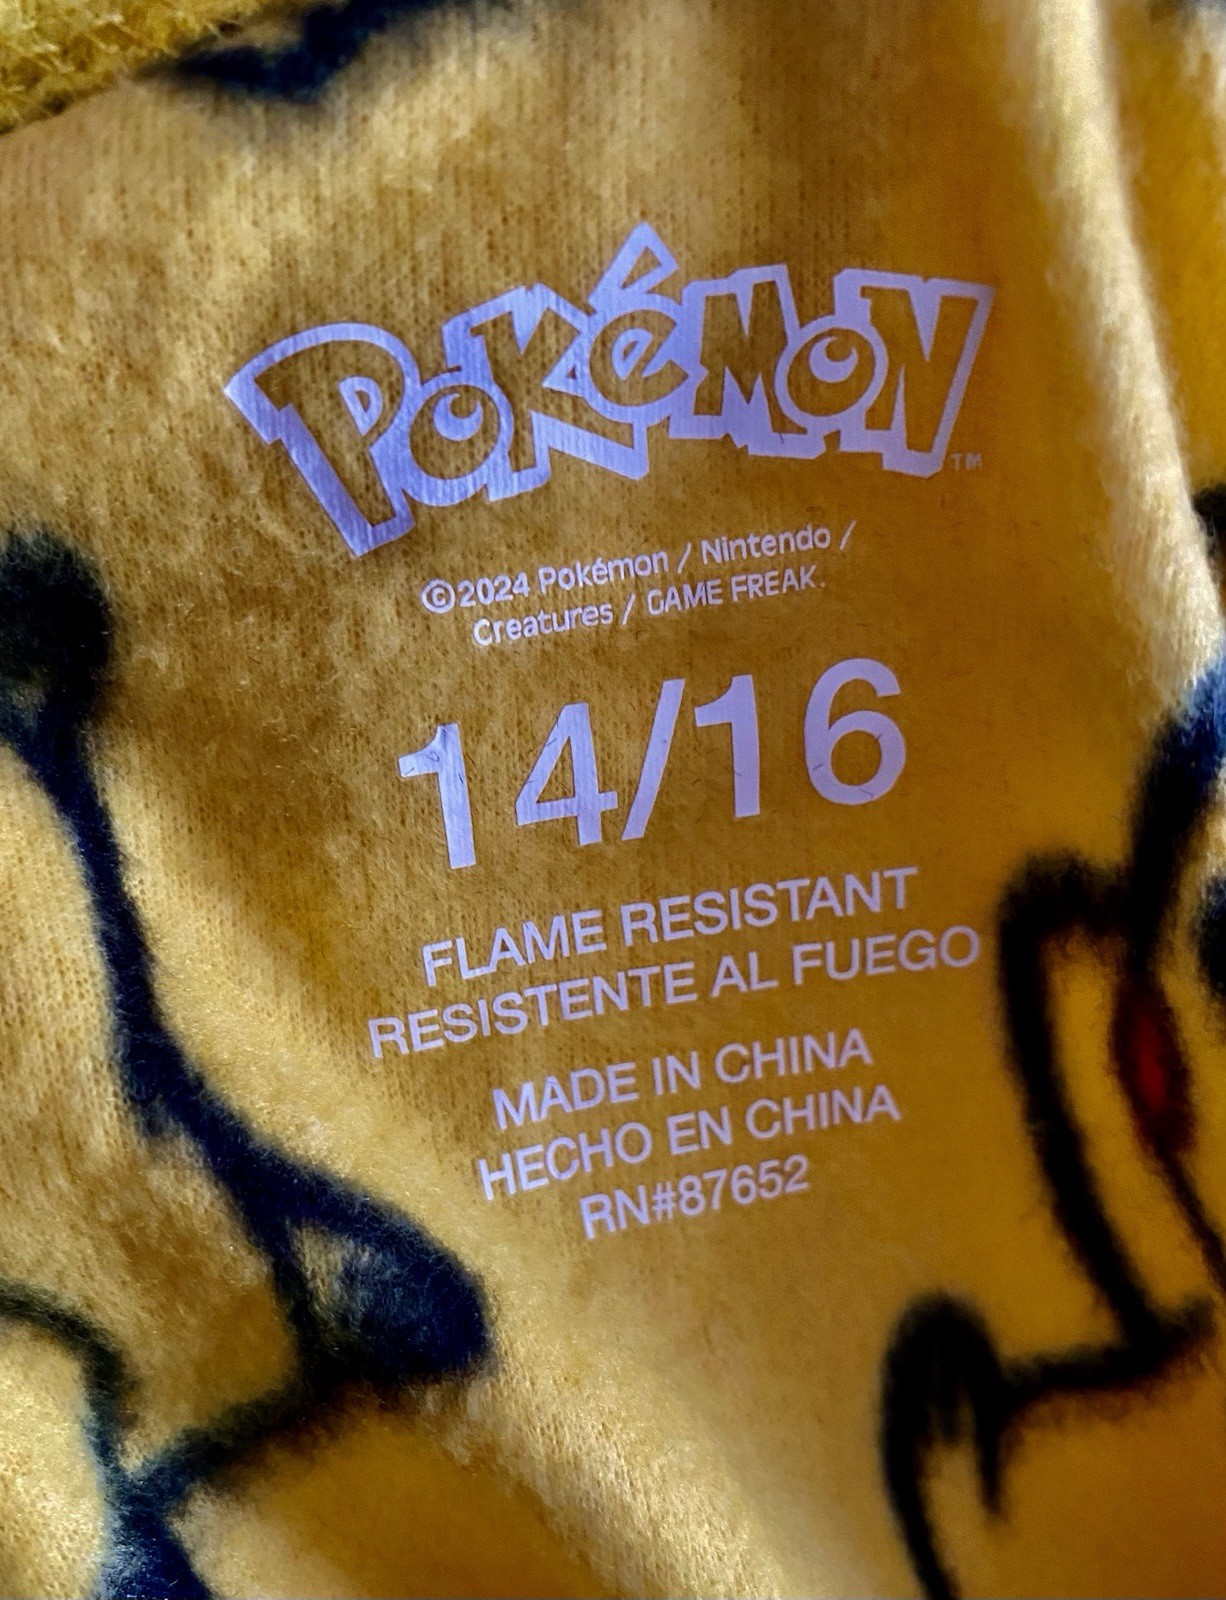 POKéMON™
©2024 Pokémon / Nintendo /
Creatures / GAME FREAK.
14/16
FLAME RESISTANT
RESISTENTE AL FUEGO
MADE IN CHINA
HECHO EN CHINA
RN#87652